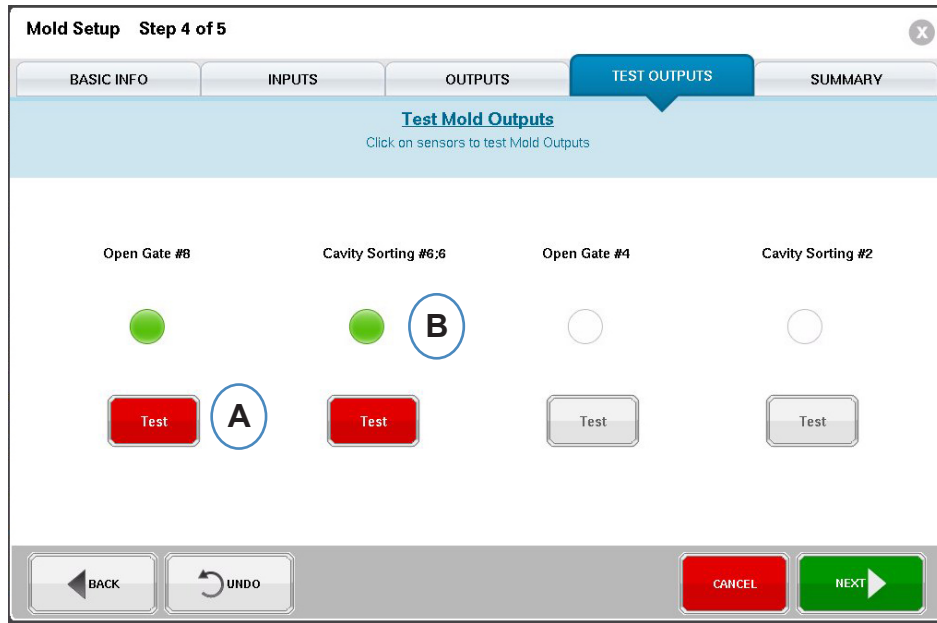 Mold Setup Step 4 of 5
X
BASIC INFO
INPUTS
OUTPUTS
TEST OUTPUTS
SUMMARY
Test Mold Outputs
Click on sensors to test Mold Outputs
Open Gate #8
Cavity Sorting #6;6
Open Gate #4
Cavity Sorting #2
B
Test
A
Test
Test
Test
BACK
UNDO
CANCEL
NEXT